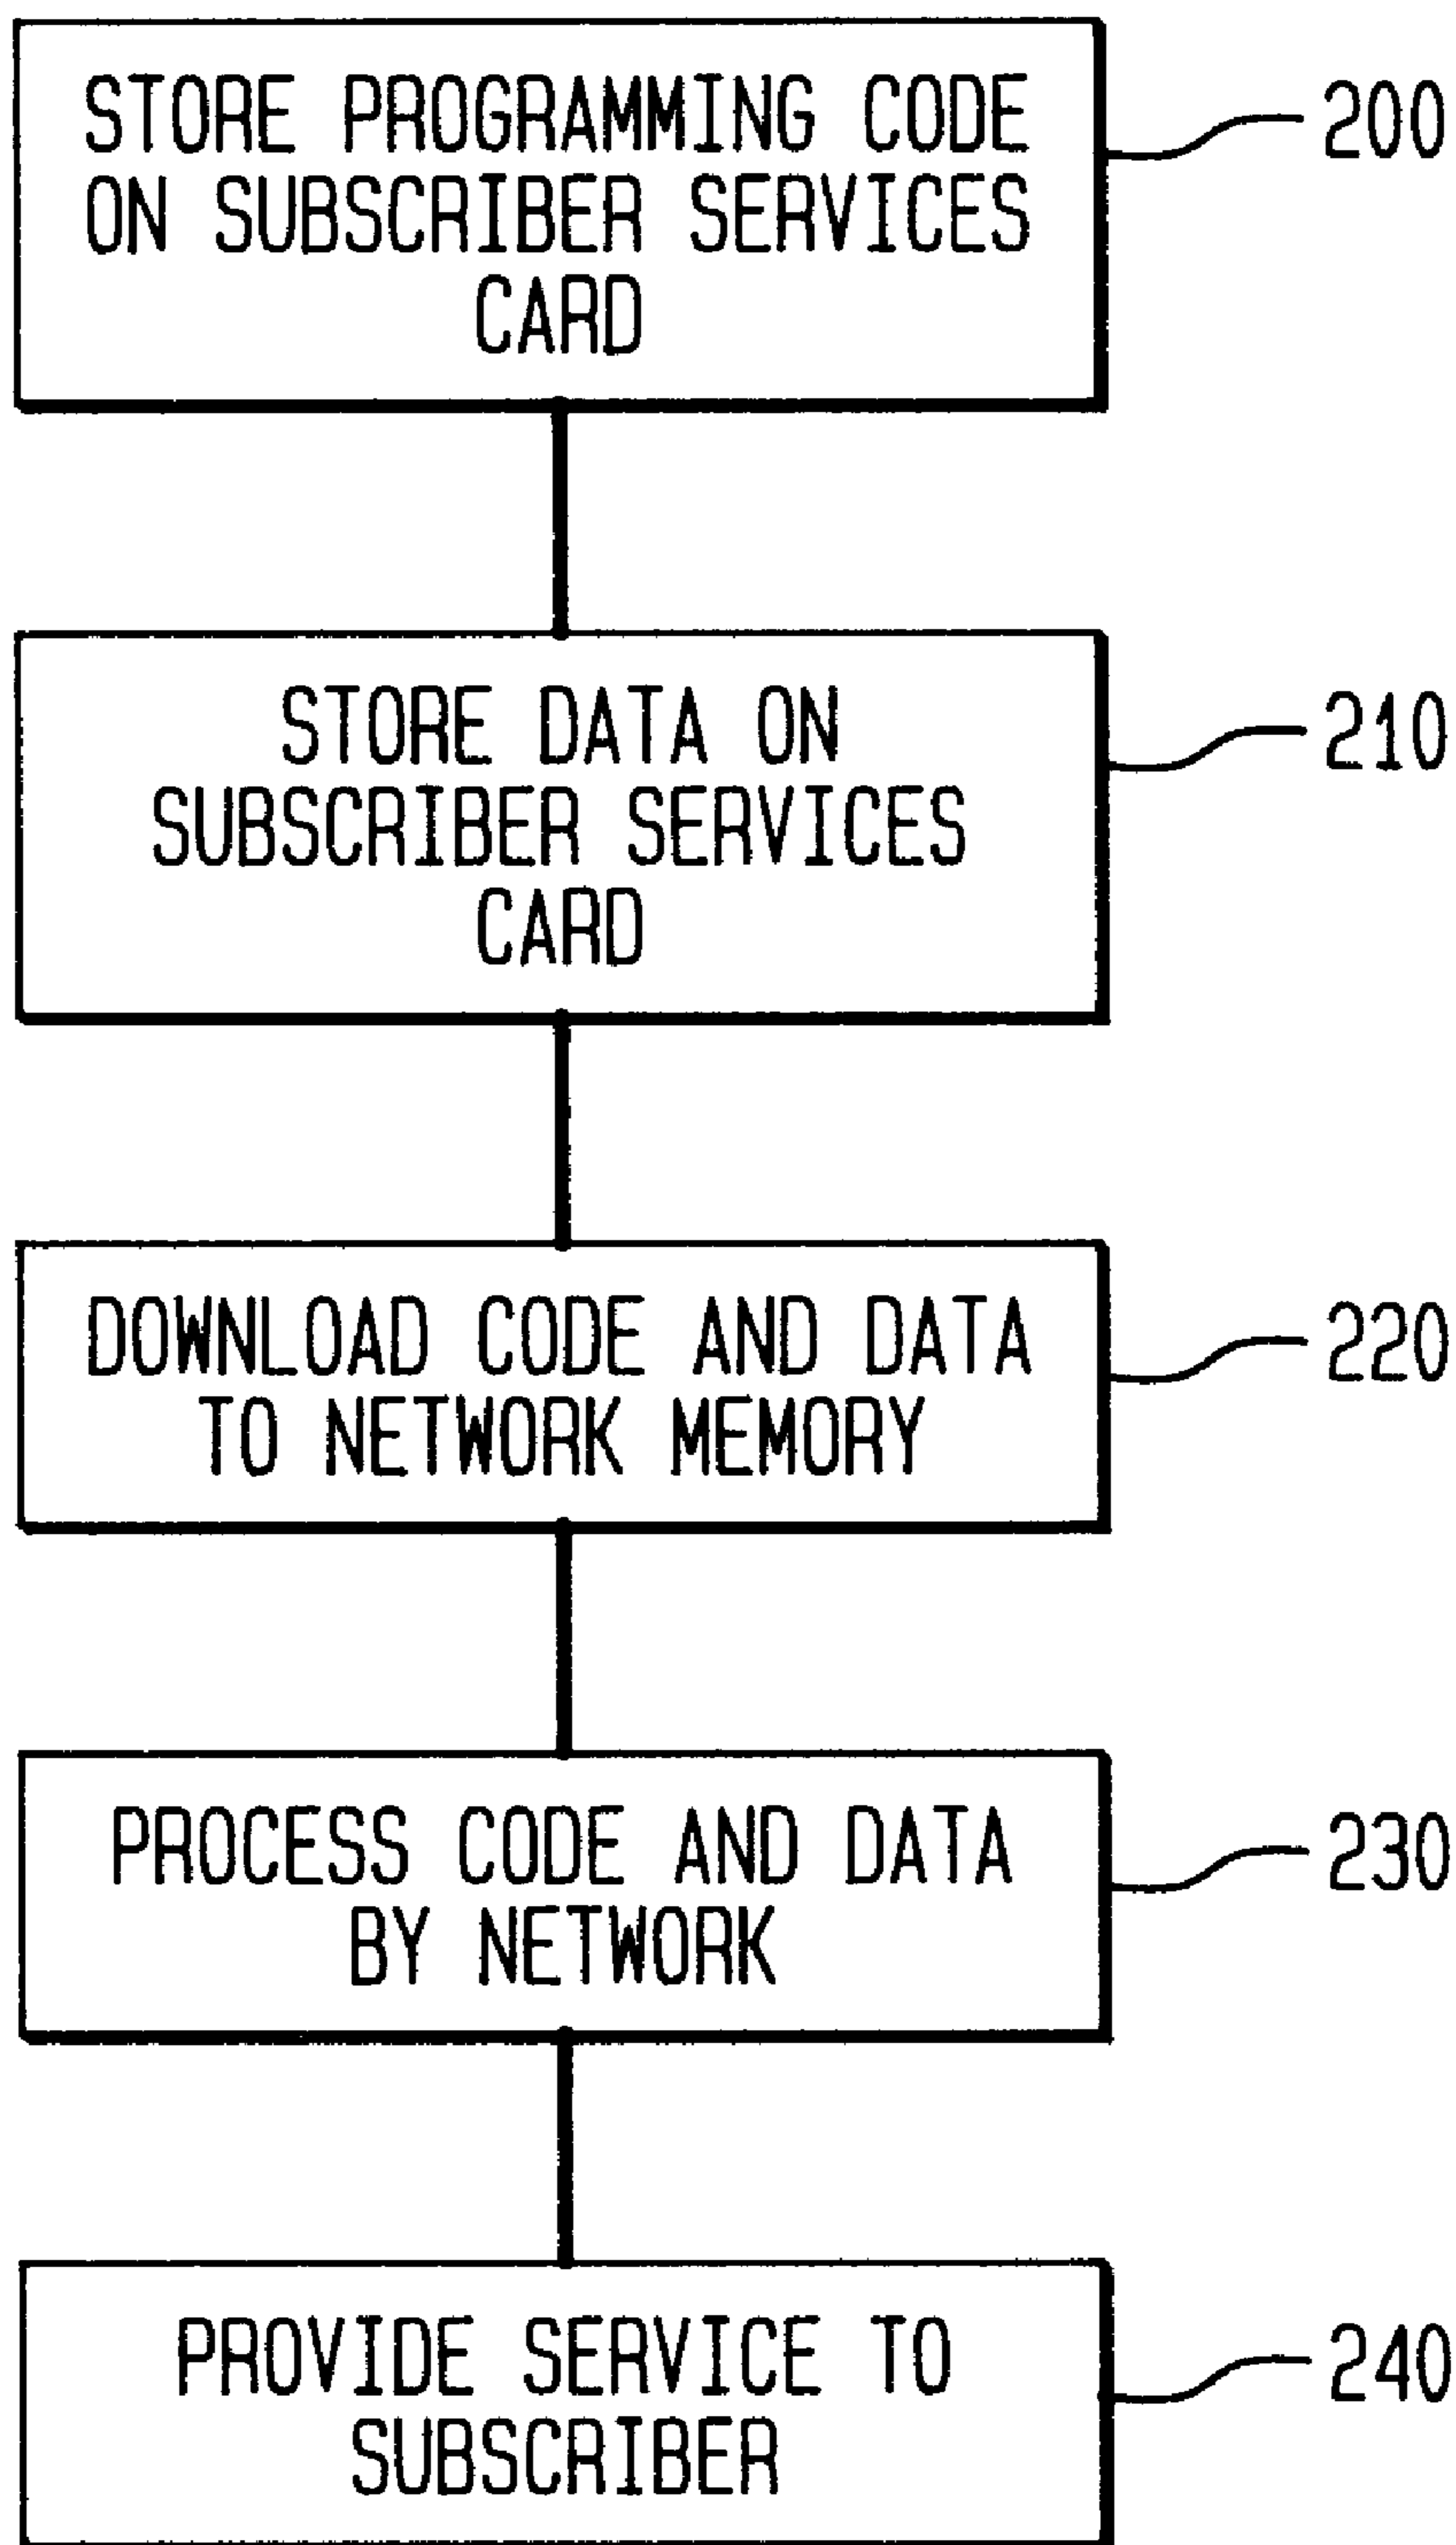 STORE PROGRAMMING CODE
ON SUBSCRIBER SERVICES
CARD
200
STORE DATA ON
SUBSCRIBER SERVICES
CARD
210
DOWNLOAD CODE AND DATA
TO NETWORK MEMORY
220
PROCESS CODE AND DATA
BY NETWORK
230
PROVIDE SERVICE TO
SUBSCRIBER
240